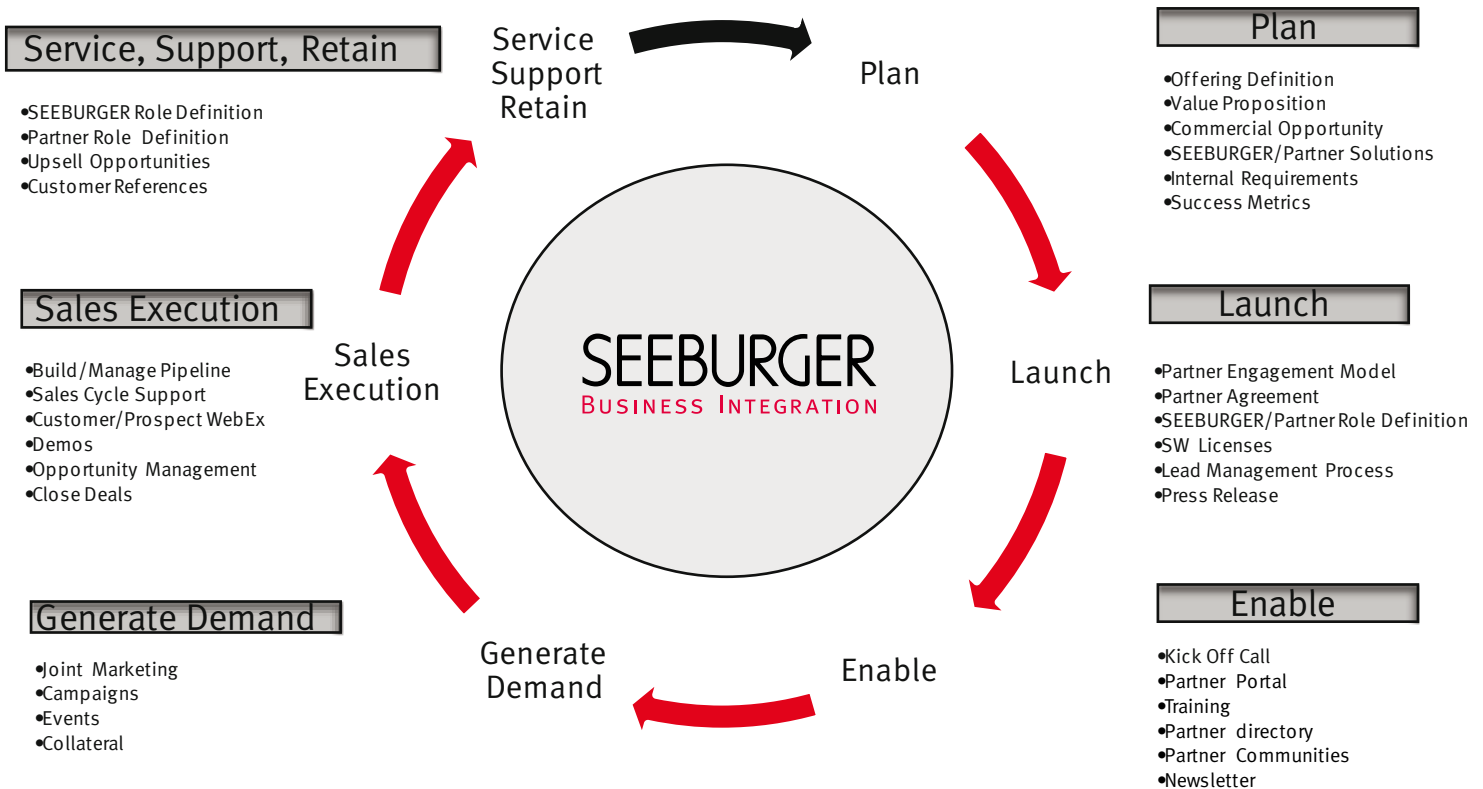 Service, Support, Retain
•SEEBURGER Role Definition
•Partner Role Definition
•Upsell Opportunities
•Customer References
Sales Execution
•Build/Manage Pipeline
•Sales Cycle Support
•Customer/Prospect WebEx
•Demos
•Opportunity Management
•Close Deals
Generate Demand
•Joint Marketing
•Campaigns
•Events
•Collateral
Service
Support
Retain
Plan
Sales
Execution
SEEBURGER
BUSINESS INTEGRATION
Launch
Generate
Demand
Enable
Plan
•Offering Definition
•Value Proposition
•Commercial Opportunity
•SEEBURGER/Partner Solutions
•Internal Requirements
•Success Metrics
Launch
•Partner Engagement Model
•Partner Agreement
•SEEBURGER/Partner Role Definition
•SW Licenses
•Lead Management Process
•Press Release
Enable
•Kick Off Call
•Partner Portal
•Training
•Partner directory
•Partner Communities
•Newsletter